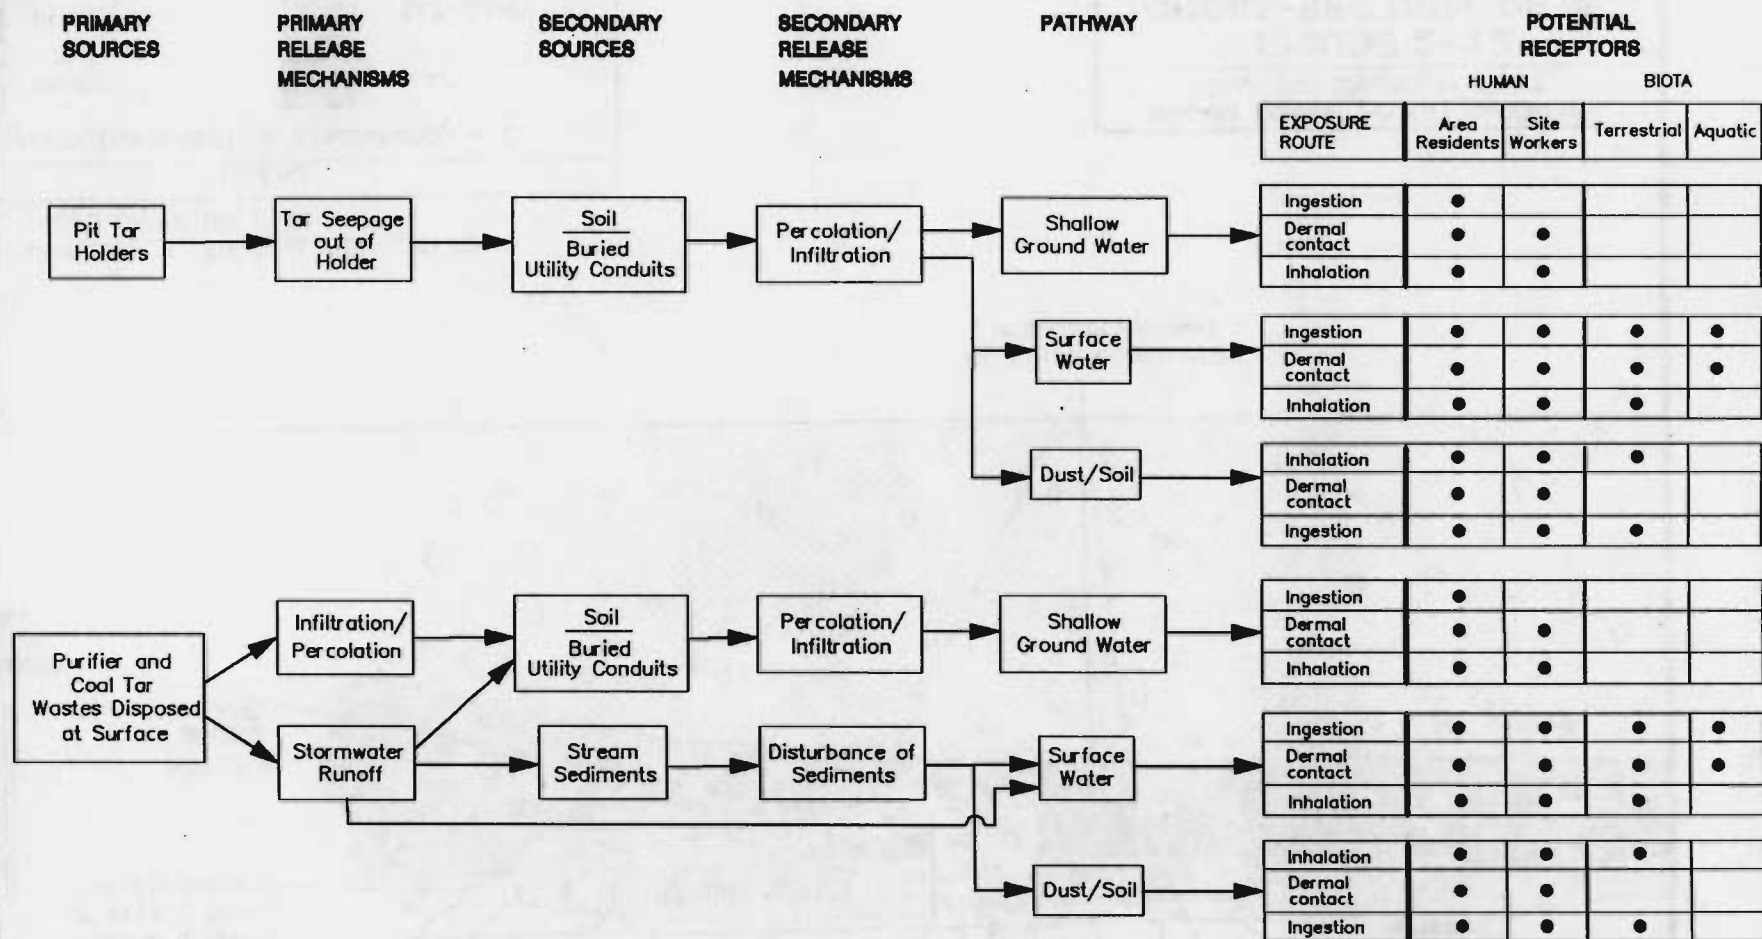 PRIMARY
SOURCES
PRIMARY
RELEASE
MECHANISMS
SECONDARY
SOURCES
SECONDARY
RELEASE
MECHANISMS
PATHWAY
POTENTIAL
RECEPTORS
HUMAN
BIOTA
EXPOSURE
ROUTE
Area
Residents
Site
Workers
Terrestrial
Aquatic
Pit Tar
Holders
Tar Seepage
out of
Holder
Soil
Buried
Utility Conduits
Percolation/
Infiltration
Shallow
Ground Water
Ingestion
Dermal
contact
Inhalation
Surface
Water
Ingestion
Dermal
contact
Inhalation
Dust/Soil
Inhalation
Dermal
contact
Ingestion
Purifier and
Coal Tar
Wastes Disposed
at Surface
Infiltration/
Percolation
Soil
Buried
Utility Conduits
Percolation/
Infiltration
Shallow
Ground Water
Ingestion
Dermal
contact
Inhalation
Stormwater
Runoff
Stream
Sediments
Disturbance of
Sediments
Surface
Water
Ingestion
Dermal
contact
Inhalation
Dust/Soil
Inhalation
Dermal
contact
Ingestion